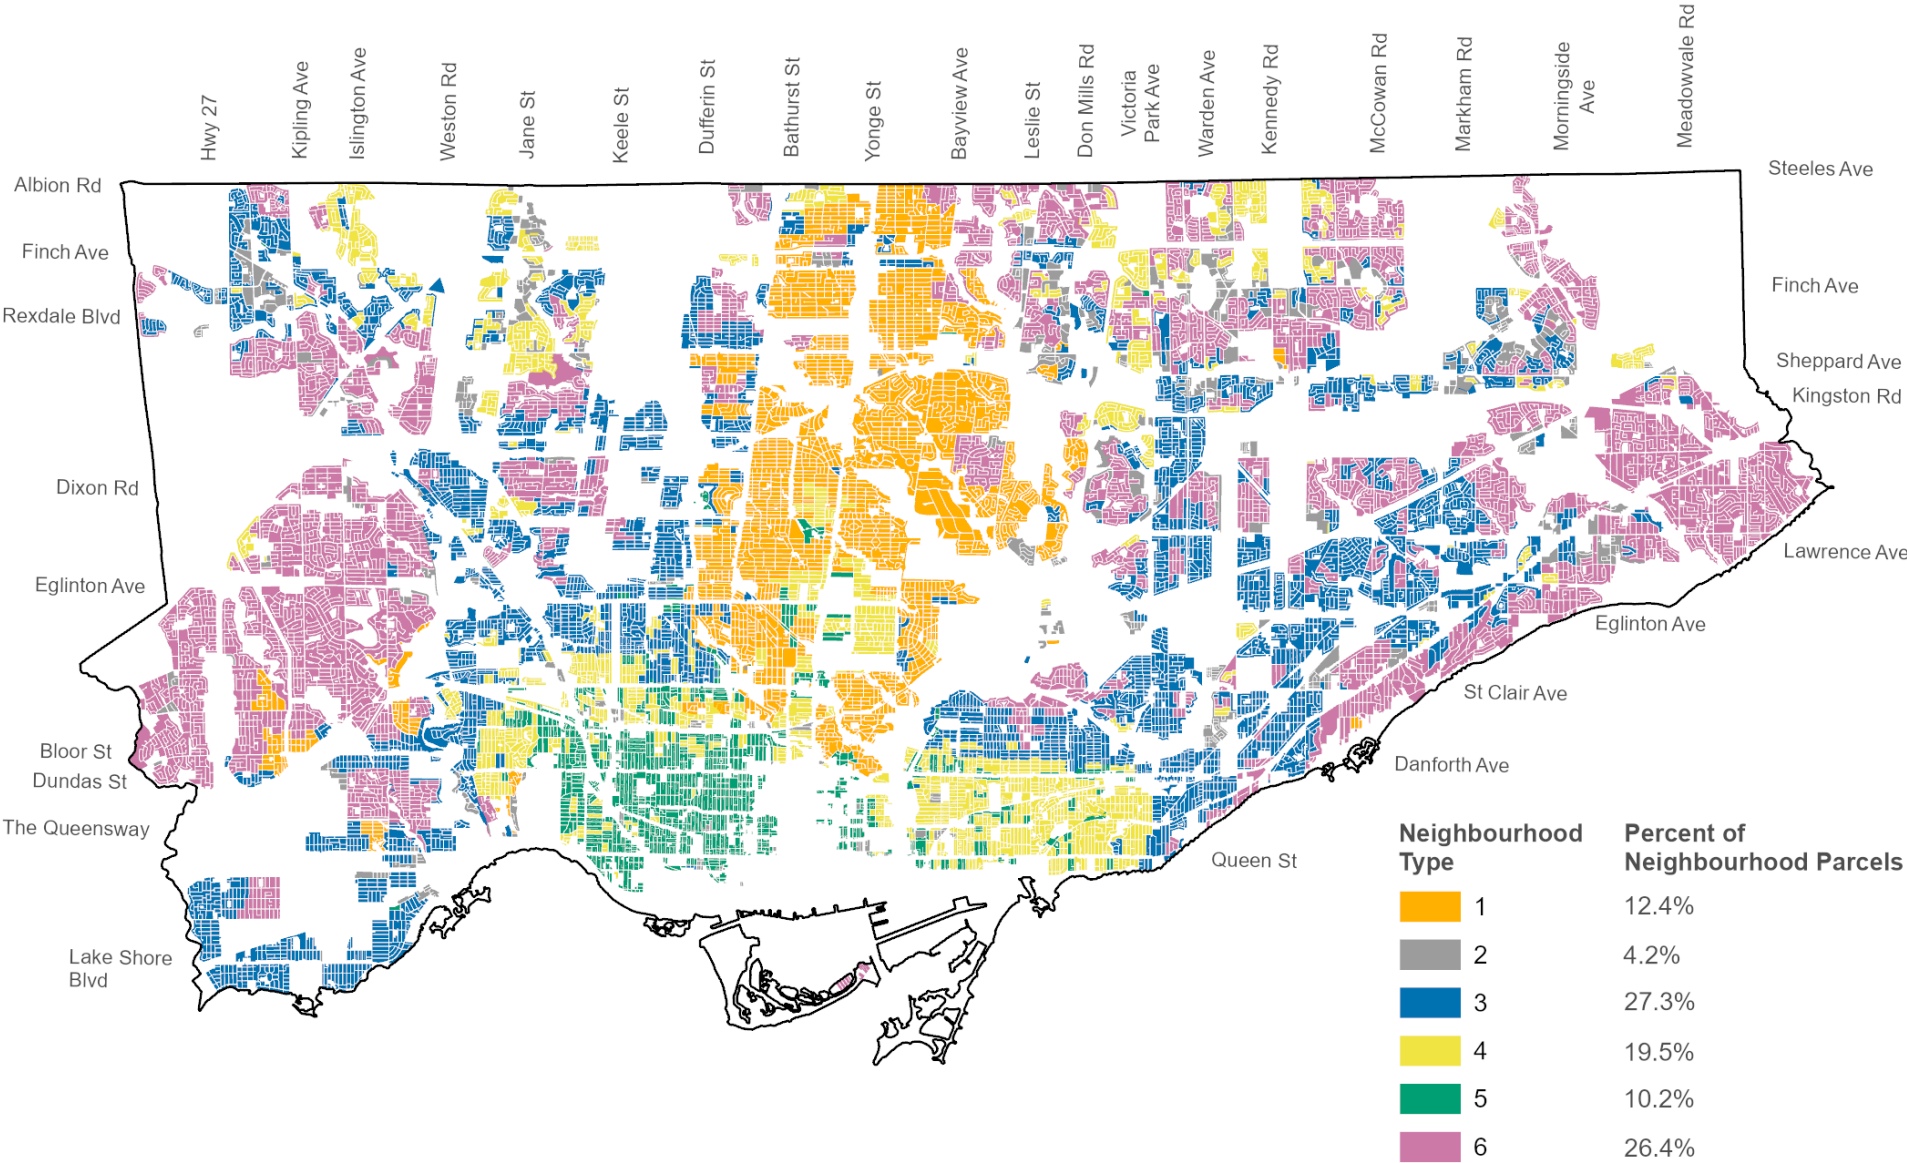 Hwy 27
Kipling Ave
Islington Ave
Weston Rd
Jane St
Keele St
Dufferin St
Bathurst St
Yonge St
Bayview Ave
Leslie St
Don Mills Rd
Victoria
Park Ave
Warden Ave
Kennedy Rd
McCowan Rd
Markham Rd
Morningside
Ave
Meadowvale Rd
Albion Rd
Finch Ave
Rexdale Blvd
Dixon Rd
Eglinton Ave
Bloor St
Dundas St
The Queensway
Lake Shore
Blvd
Steeles Ave
Finch Ave
Sheppard Ave
Kingston Rd
Lawrence Ave
Eglinton Ave
St Clair Ave
Danforth Ave
Queen St
Neighbourhood
Type
Percent of
Neighbourhood Parcels
1 12.4%
2 4.2%
3 27.3%
4 19.5%
5 10.2%
6 26.4%